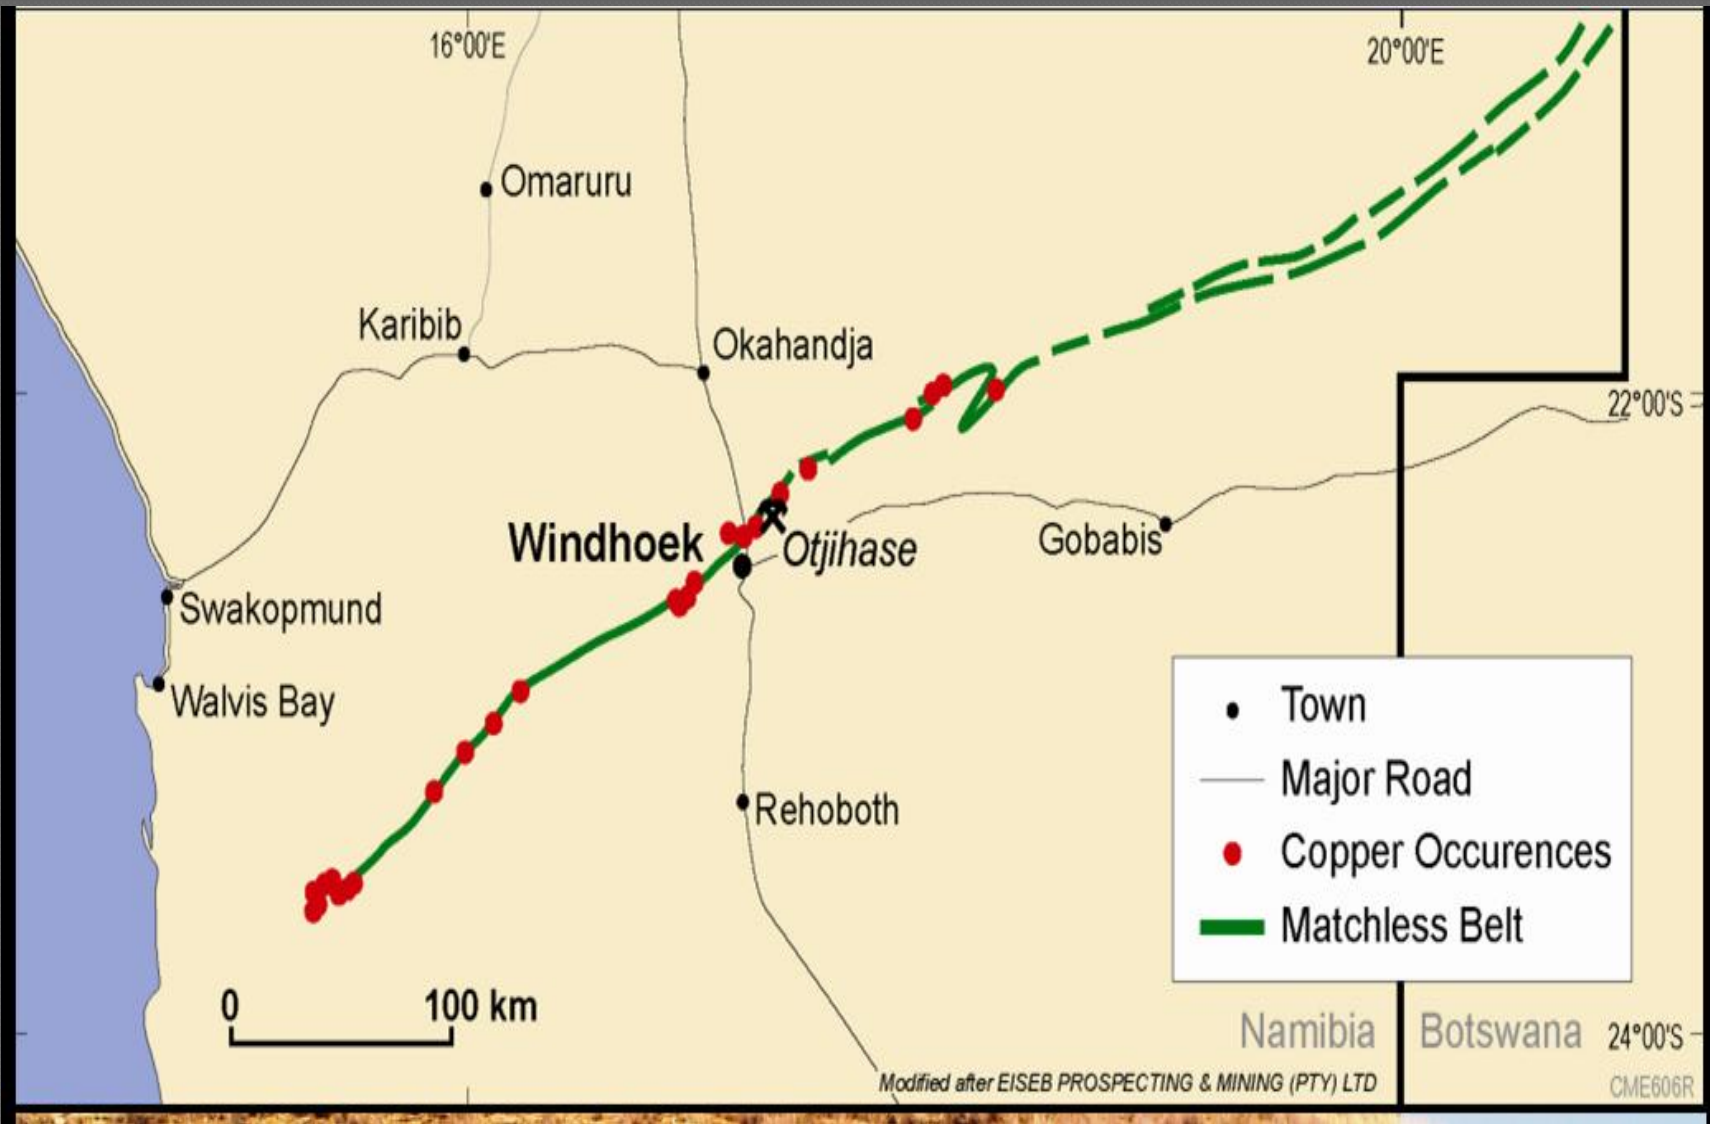 16°00'E
20°00'E
Omaruru
Karibib
Okahandja
22°00'S
Windhoek
Otjihase
Gobabis
Swakopmund
Walvis Bay
Rehoboth
Town
Major Road
Copper Occurences
Matchless Belt
0 100 km
Namibia
Botswana
24°00'S
Modified after EISEB PROSPECTING & MINING (PTY) LTD
CME606R